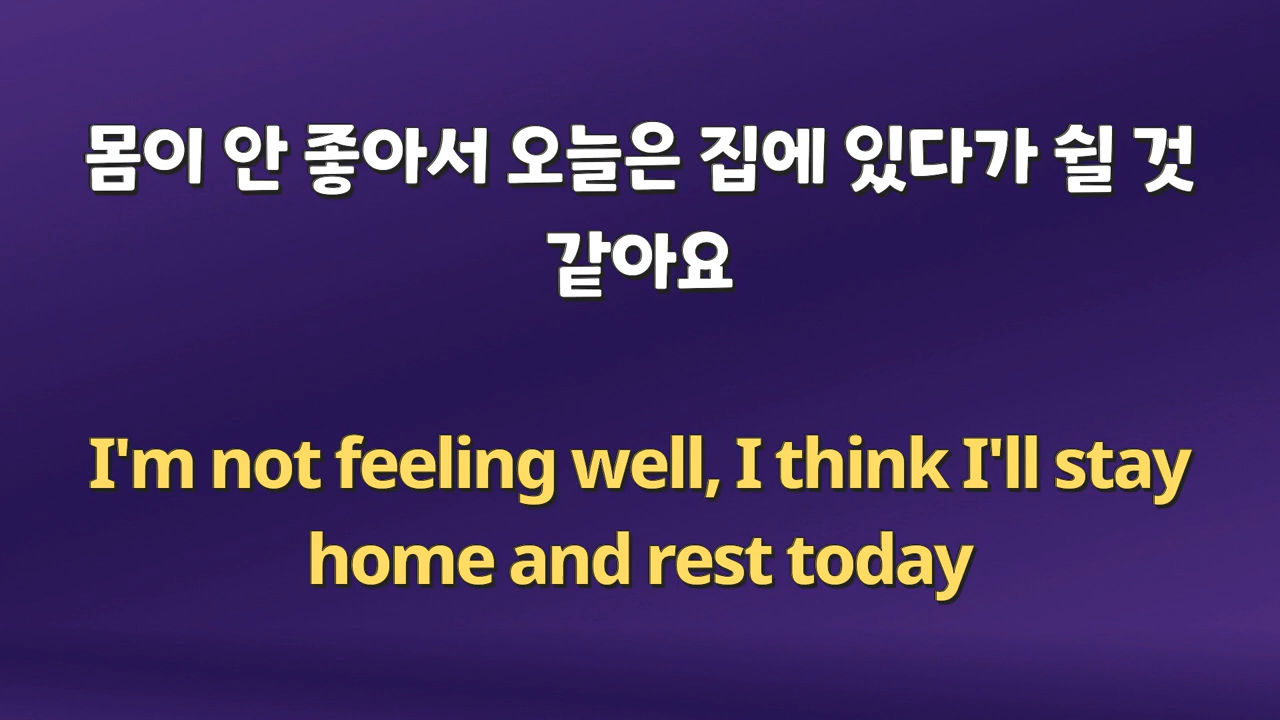 몸이 안 좋아서 오늘은 집에 있다가 쉴 것
같아요
I'm not feeling well, I think I'll stay
home and rest today